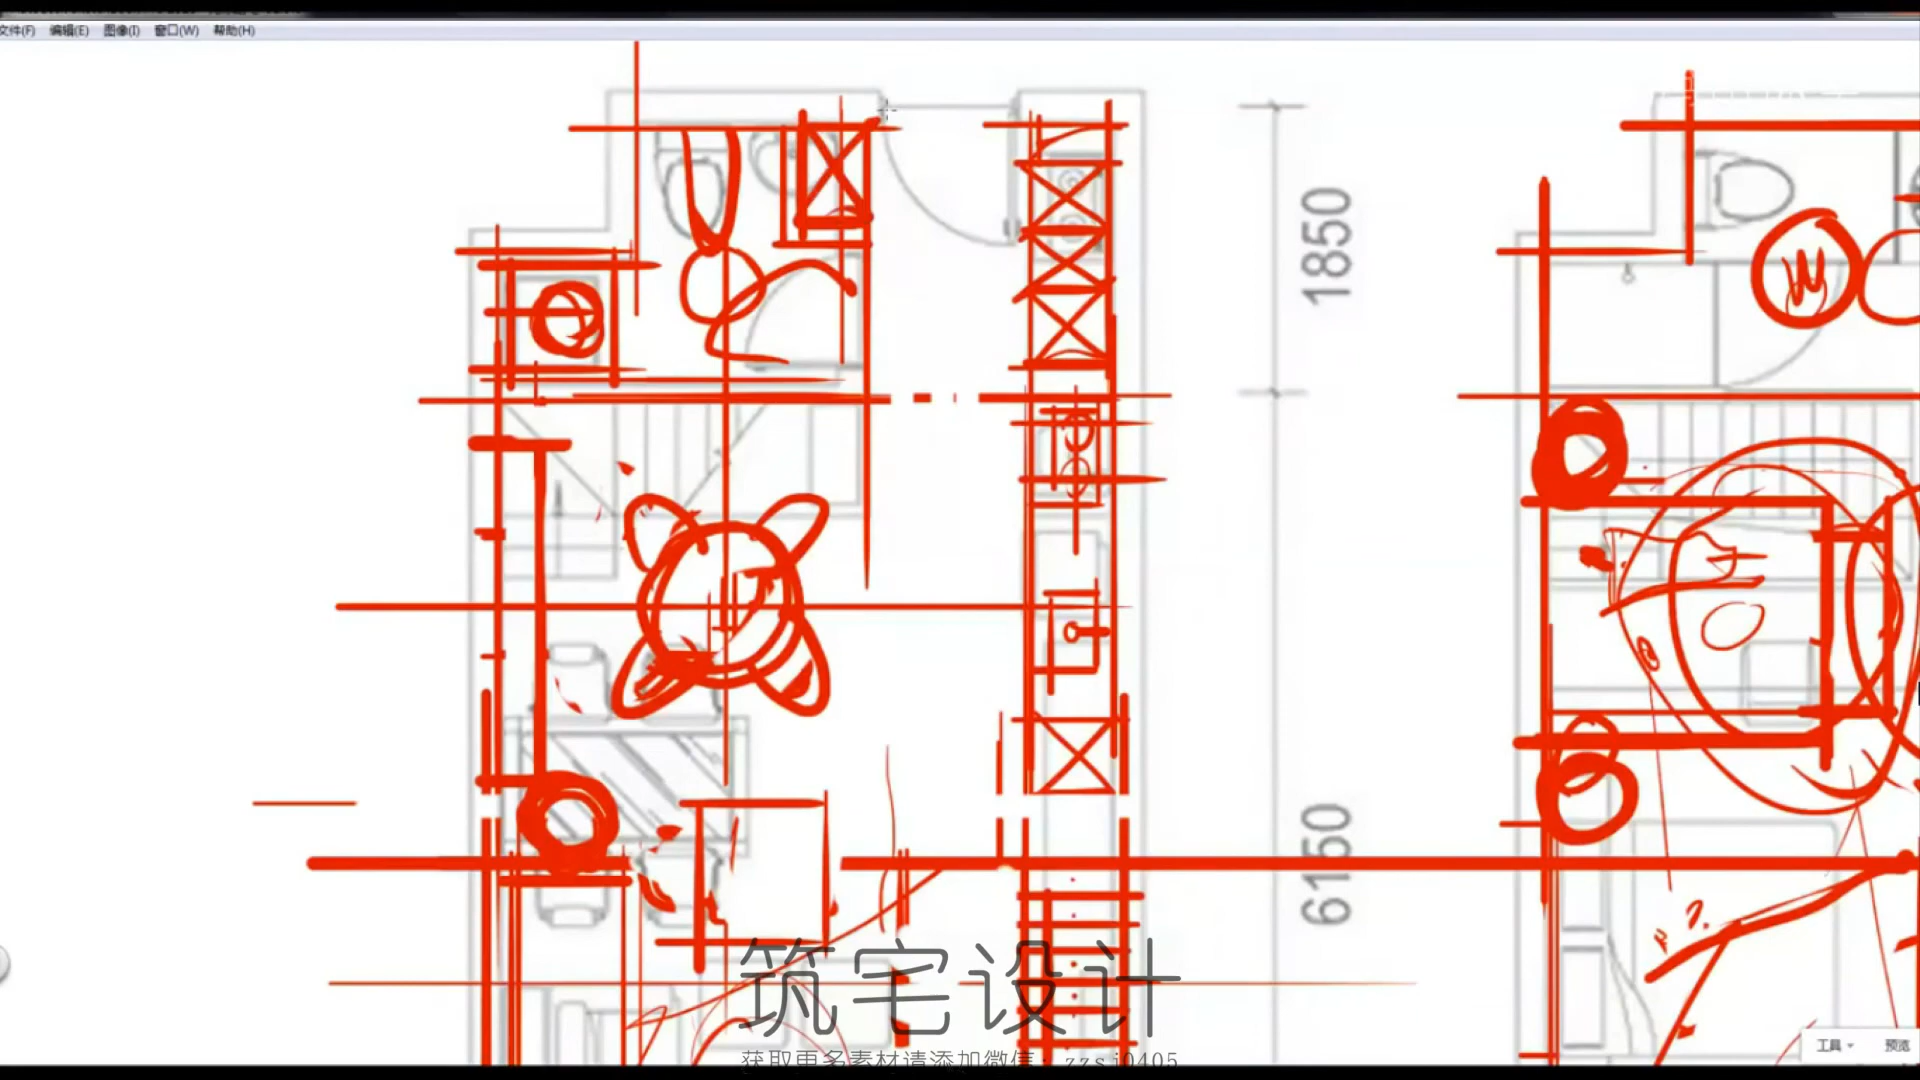 文件(F) 编辑(E) 图像(I) 窗口(W) 帮助(H)
1850
6150
筑宅设计
获取更多素材请添加微信：zzsj0405
工具 预览